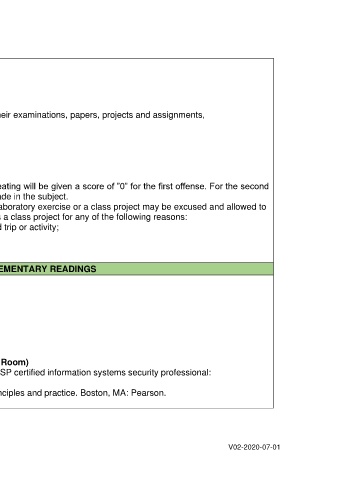 heir examinations, papers, projects and assignments,
eating will be given a score of "0" for the first offense. For the second
ade in the subject.
aboratory exercise or a class project may be excused and allowed to
s a class project for any of the following reasons:
d trip or activity;
EMENTARY READINGS
Room)
SP certified information systems security professional:
nciples and practice. Boston, MA: Pearson.
V02-2020-07-01